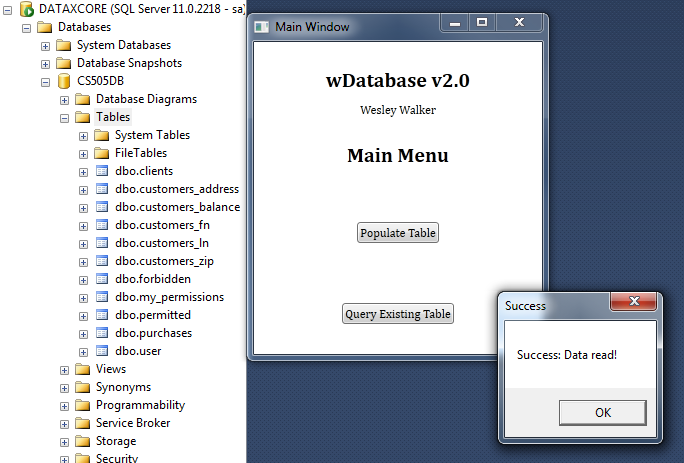 DATAXCORE (SQL Server 11.0.2218 - sa)
Databases
System Databases
Database Snapshots
CS505DB
Database Diagrams
Tables
System Tables
FileTables
dbo.clients
dbo.customers_address
dbo.customers_balance
dbo.customers_fn
dbo.customers_ln
dbo.customers_zip
dbo.forbidden
dbo.my_permissions
dbo.permitted
dbo.purchases
dbo.user
Views
Synonyms
Programmability
Service Broker
Storage
Security
Main Window
wDatabase v2.0
Wesley Walker
Main Menu
Populate Table
Query Existing Table
Success
Success: Data read!
OK